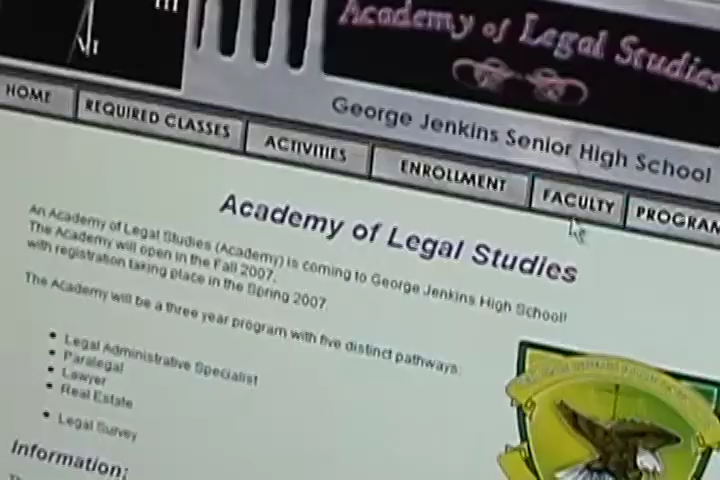 III
VI
Academy of Legal Studies
George Jenkins Senior High School
HOME
REQUIRED CLASSES
ACTIVITIES
ENROLLMENT
FACULTY
PROGRAM
Academy of Legal Studies
An Academy of Legal Studies (Academy) is coming to George Jenkins High School!
The Academy will open in the Fall 2007,
with registration taking place in the Spring 2007.
The Academy will be a three year program with five distinct pathways:
Legal Administrative Specialist
Paralegal
Lawyer
Real Estate
Legal Survey
Information: